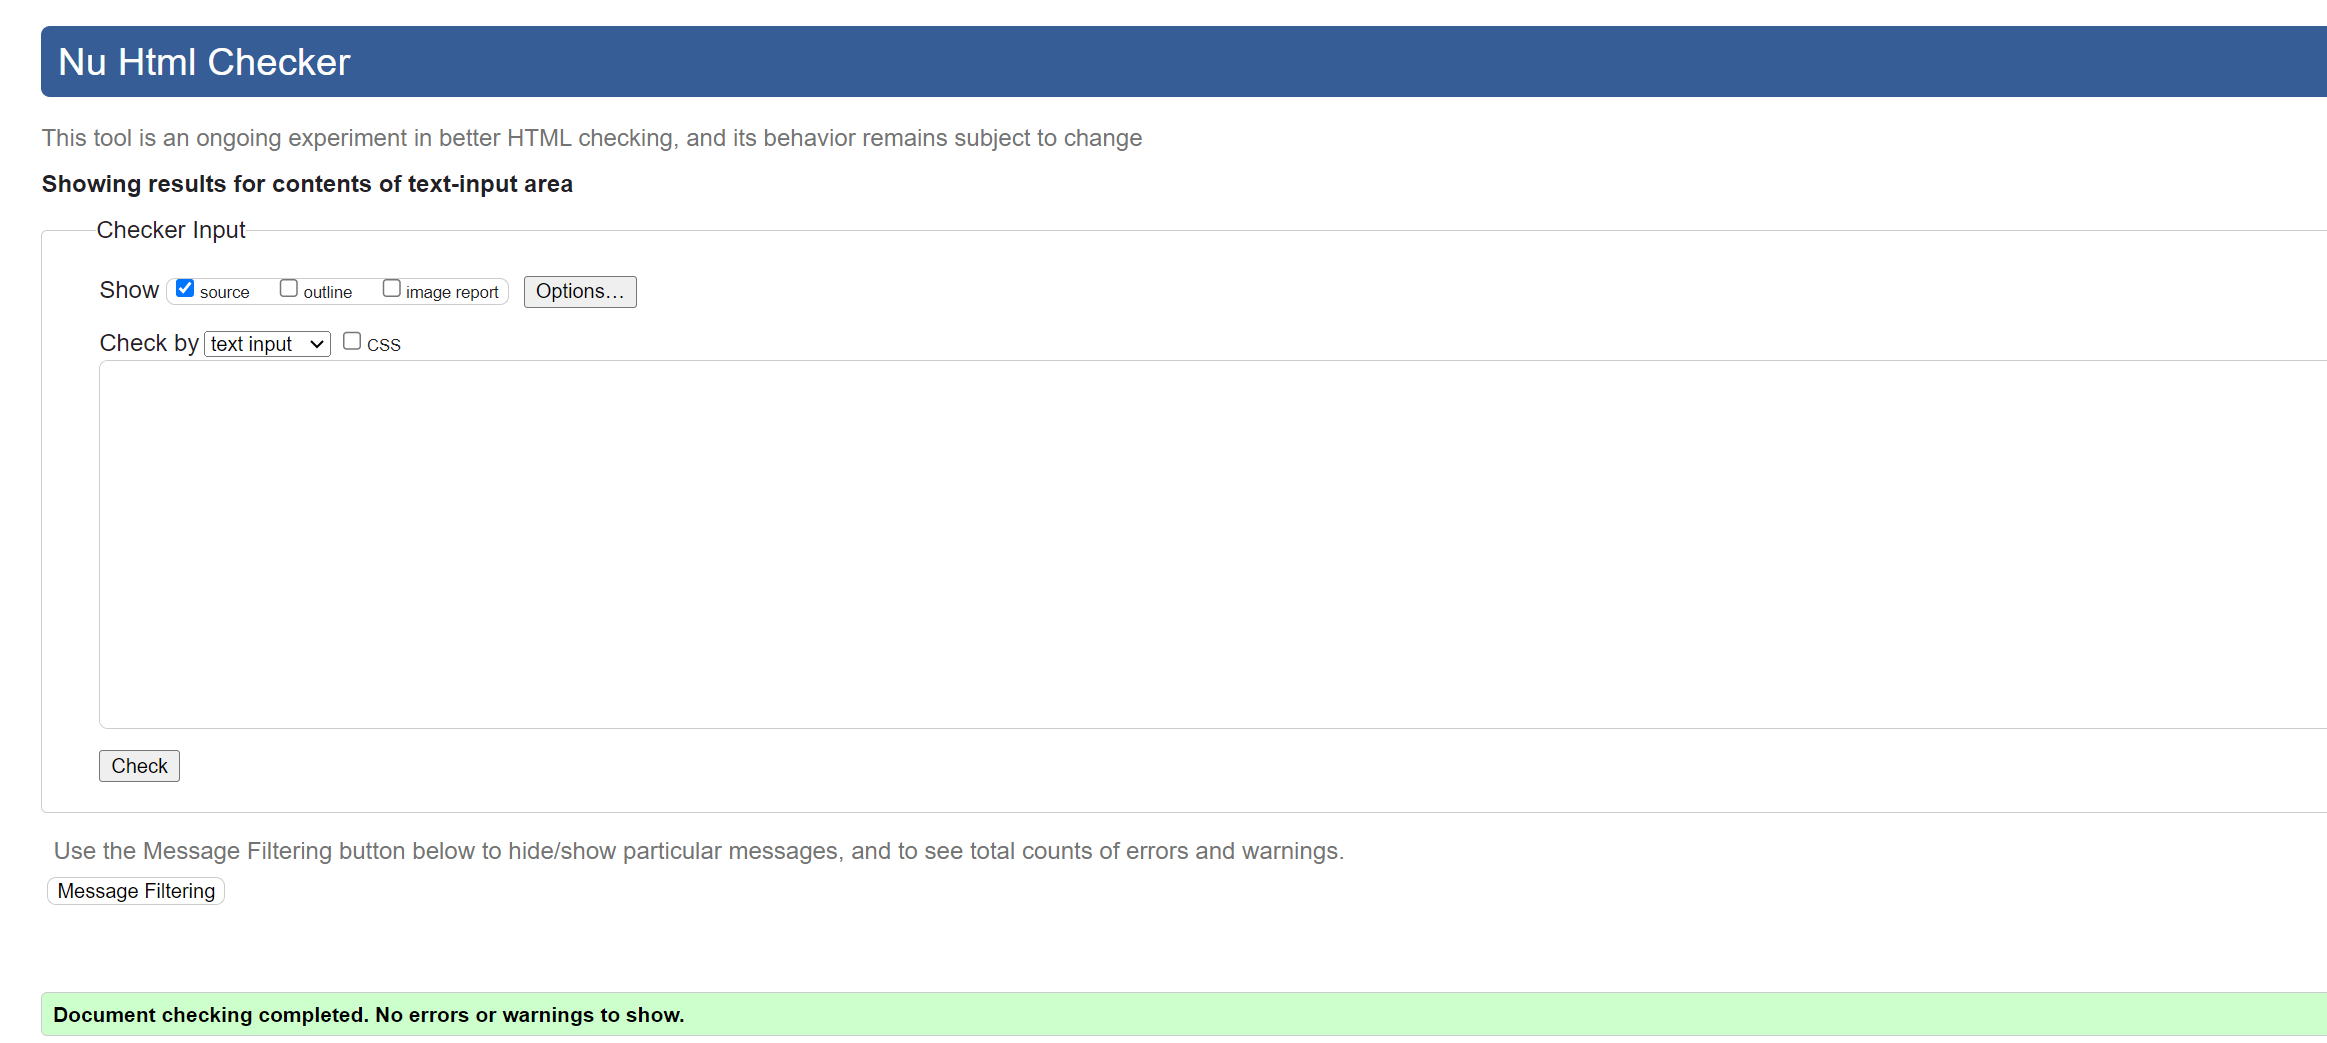 Nu Html Checker
This tool is an ongoing experiment in better HTML checking, and its behavior remains subject to change
Showing results for contents of text-input area
Checker Input
Show source outline image report Options…
Check by text input CSS
Check
Use the Message Filtering button below to hide/show particular messages, and to see total counts of errors and warnings.
Message Filtering
Document checking completed. No errors or warnings to show.